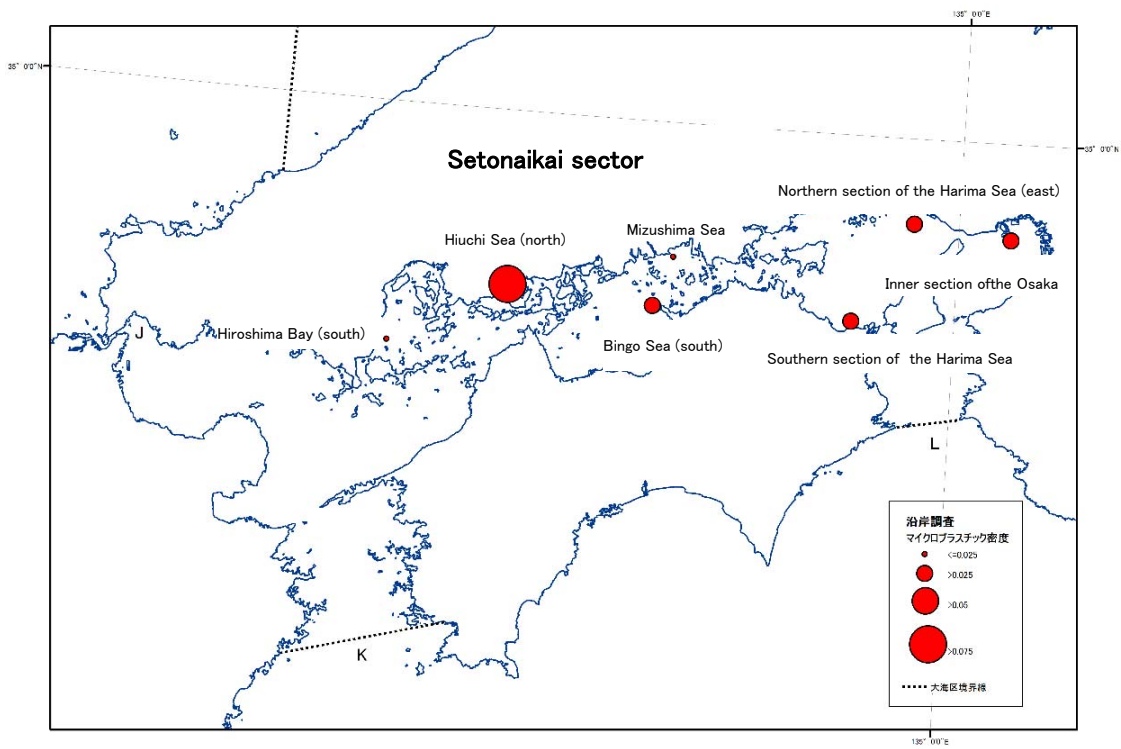 135° 0'0"E
35° 0'0"N
35° 0'0"N
Setonaikai sector
Northern section of the Harima Sea (east)
Mizushima Sea
Hiuchi Sea (north)
Inner section ofthe Osaka
J
Hiroshima Bay (south)
Bingo Sea (south)
Southern section of the Harima Sea
L
沿岸調査
マイクロプラスチック密度
<=0.025
>0.025
>0.05
>0.075
大海区境界線
K
135° 0'0"E